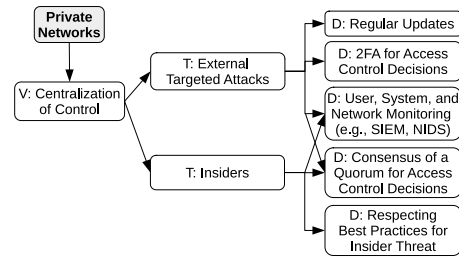 Private
Networks
V: Centralization
of Control
T: External
Targeted Attacks
T: Insiders
D: Regular Updates
D: 2FA for Access
Control Decisions
D: User, System, and
Network Monitoring
(e.g., SIEM, NIDS)
D: Consensus of a
Quorum for Access
Control Decisions
D: Respecting
Best Practices for
Insider Threat